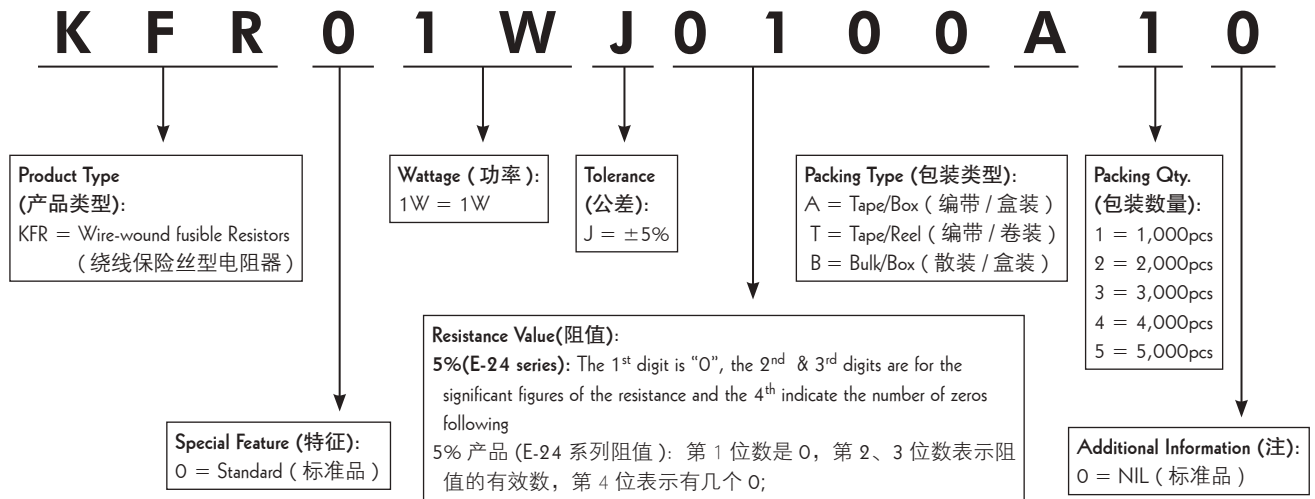 K F R 0 1 W J 0 1 0 0 A 1 0
Product Type
(产品类型):
KFR = Wire-wound fusible Resistors
(绕线保险丝型电阻器)
Wattage (功率):
1W = 1W
Tolerance
(公差):
J = ±5%
Packing Type (包装类型):
A = Tape/Box (编带 / 盒装)
T = Tape/Reel (编带 / 卷装)
B = Bulk/Box (散装 / 盒装)
Packing Qty.
(包装数量):
1 = 1,000pcs
2 = 2,000pcs
3 = 3,000pcs
4 = 4,000pcs
5 = 5,000pcs
Resistance Value(阻值):
5%(E-24 series): The 1st digit is “0”, the 2nd & 3rd digits are for the
significant figures of the resistance and the 4th indicate the number of zeros
following
5% 产品 (E-24 系列阻值): 第 1 位数是 0，第 2、3 位数表示阻
值的有效数，第 4 位表示有几个 0;
Special Feature (特征):
0 = Standard (标准品)
Additional Information (注):
0 = NIL (标准品)